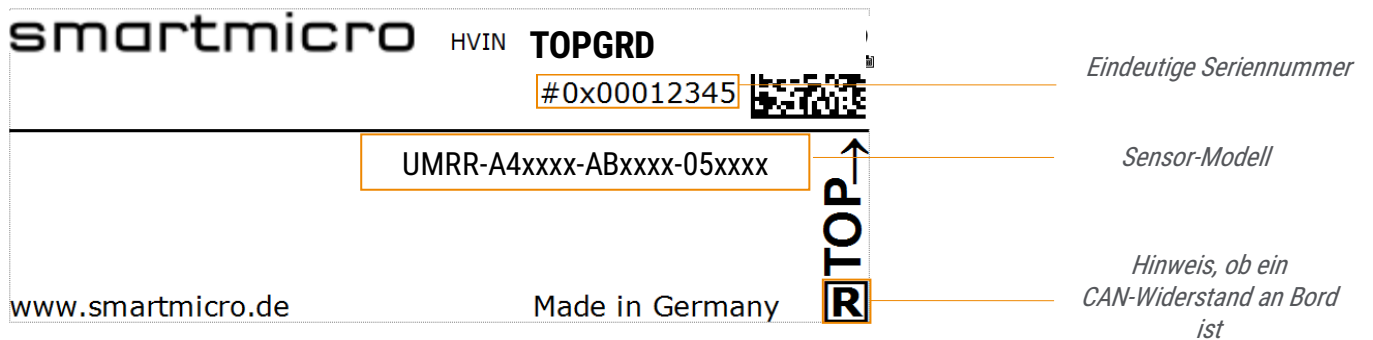 smartmicro HVIN TOPGRD
#0x00012345
Eindeutige Seriennummer
UMRR-A4xxxx-ABxxxx-05xxxx
Sensor-Modell
TOP
R
www.smartmicro.de
Made in Germany
Hinweis, ob ein
CAN-Widerstand an Bord
ist